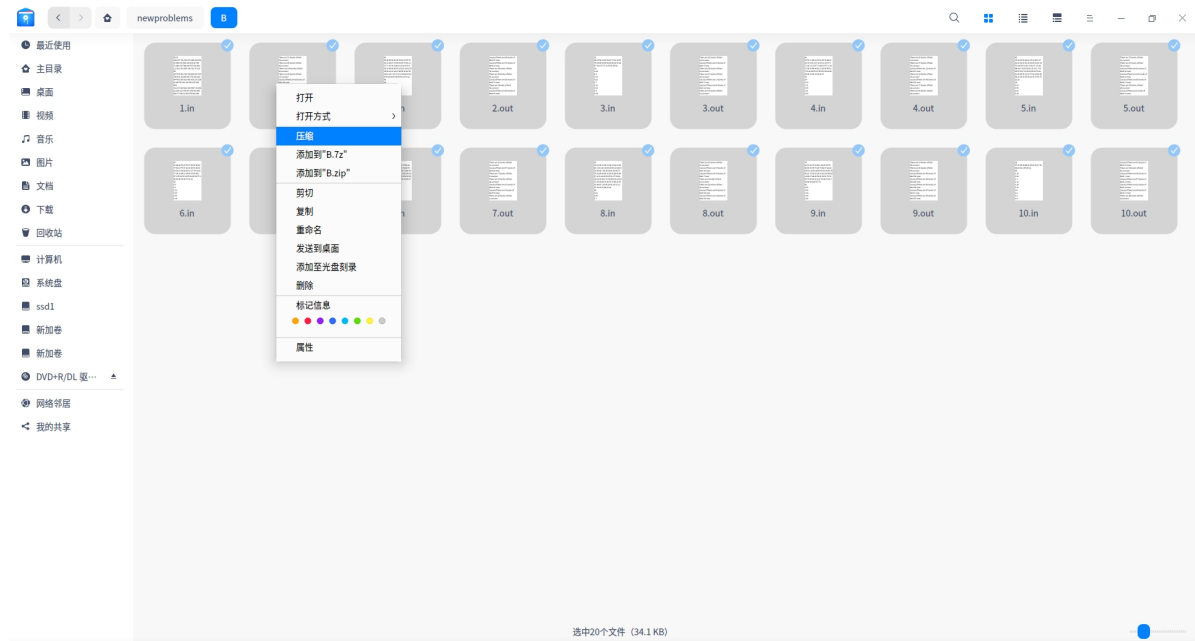 newproblems
B
最近使用
主目录
桌面
视频
音乐
图片
文档
下载
回收站
计算机
系统盘
ssd1
新加卷
新加卷
DVD+R/DL 驱…
网络邻居
我的共享
1.in
n
2.out
3.in
3.out
4.in
4.out
5.in
5.out
6.in
n
7.out
8.in
8.out
9.in
9.out
10.in
10.out
打开
打开方式
压缩
添加到"B.7z"
添加到"B.zip"
剪切
复制
重命名
发送到桌面
添加至光盘刻录
删除
标记信息
属性
选中20个文件（34.1 KB）